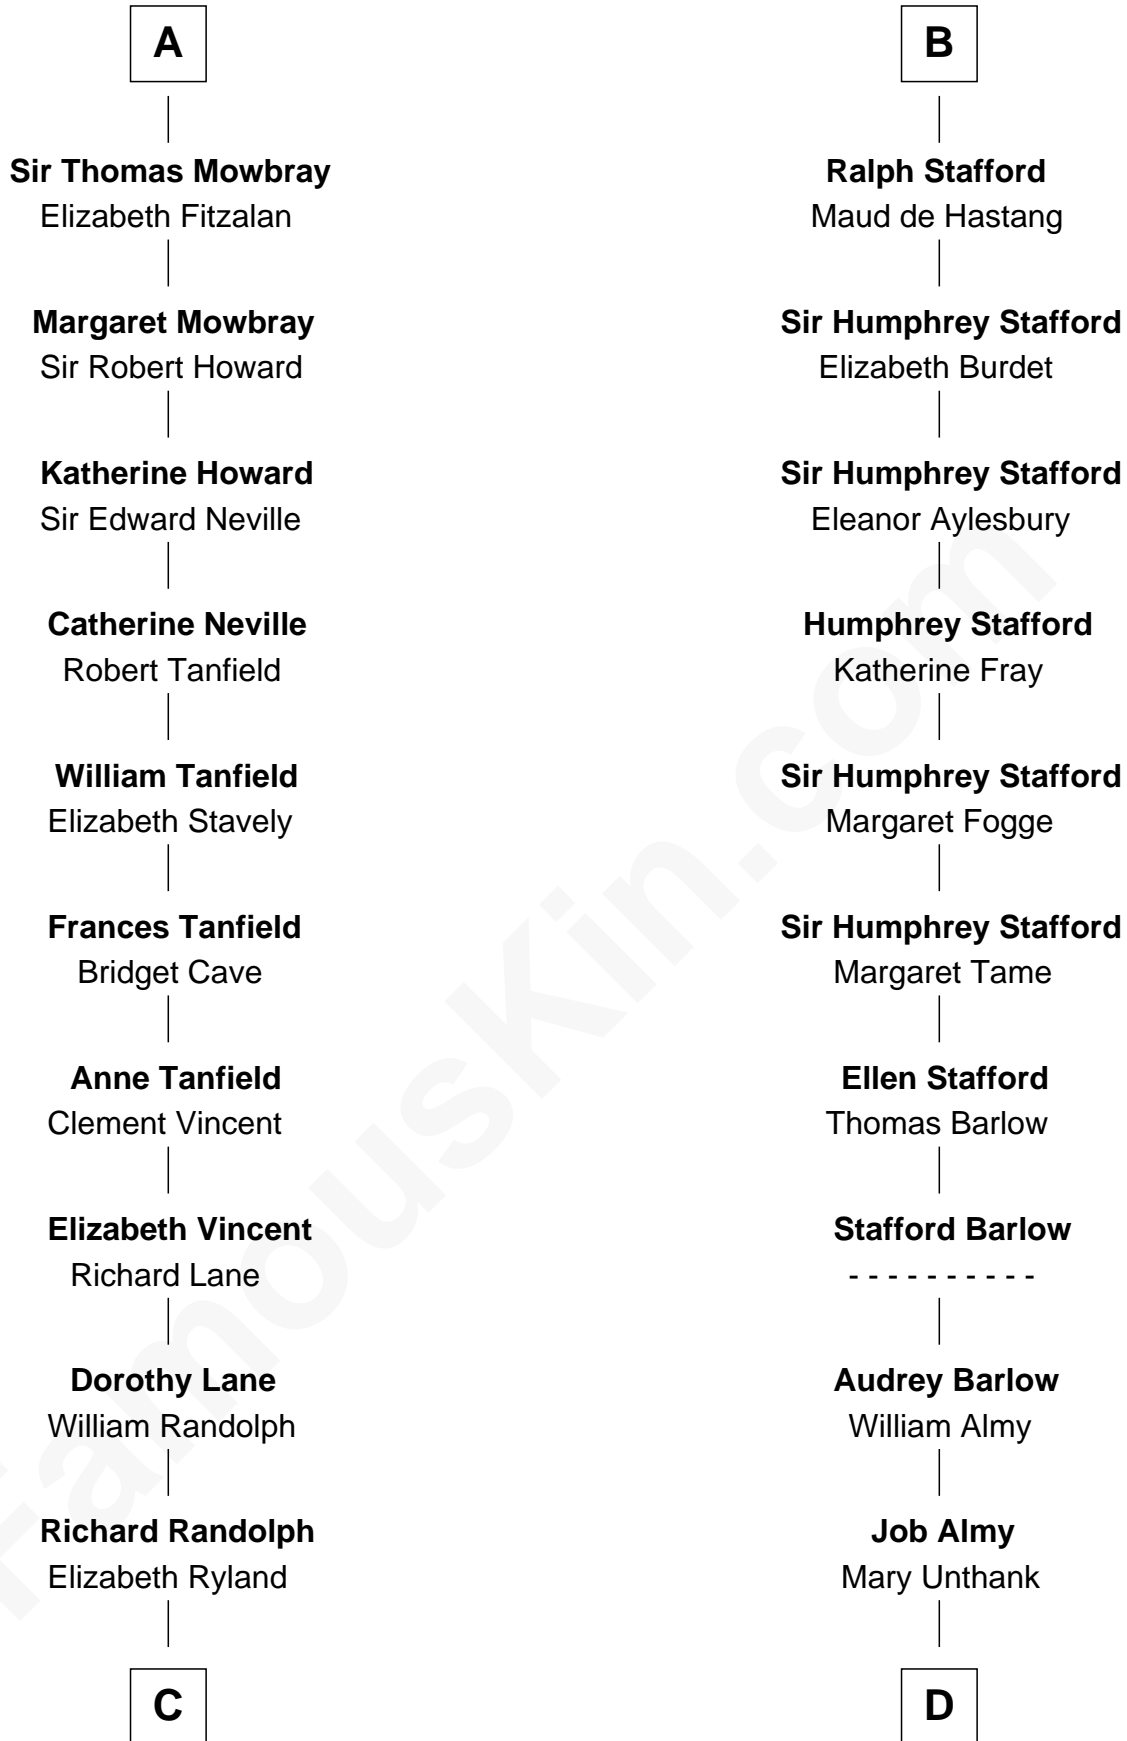 A
Sir Thomas Mowbray
Elizabeth Fitzalan
Margaret Mowbray
Sir Robert Howard
Katherine Howard
Sir Edward Neville
Catherine Neville
Robert Tanfield
William Tanfield
Elizabeth Stavely
Frances Tanfield
Bridget Cave
Anne Tanfield
Clement Vincent
Elizabeth Vincent
Richard Lane
Dorothy Lane
William Randolph
Richard Randolph
Elizabeth Ryland
C
B
Ralph Stafford
Maud de Hastang
Sir Humphrey Stafford
Elizabeth Burdet
Sir Humphrey Stafford
Eleanor Aylesbury
Humphrey Stafford
Katherine Fray
Sir Humphrey Stafford
Margaret Fogge
Sir Humphrey Stafford
Margaret Tame
Ellen Stafford
Thomas Barlow
Stafford Barlow
- - - - - - - - - -
Audrey Barlow
William Almy
Job Almy
Mary Unthank
D
FamousKin.com